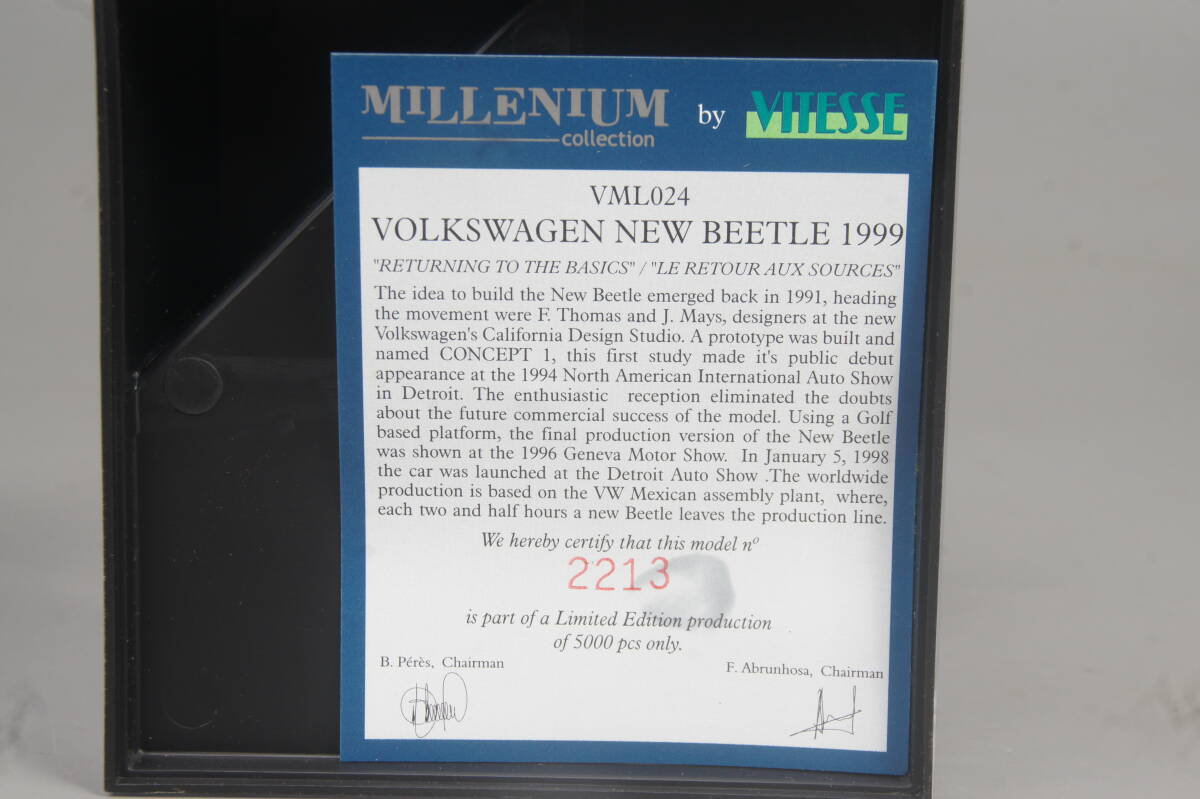 MILLENIUM
collection
by
VITESSE
VML024
VOLKSWAGEN NEW BEETLE 1999
"RETURNING TO THE BASICS" / "LE RETOUR AUX SOURCES"
The idea to build the New Beetle emerged back in 1991, heading
the movement were F. Thomas and J. Mays, designers at the new
Volkswagen's California Design Studio. A prototype was built and
named CONCEPT 1, this first study made it's public debut
appearance at the 1994 North American International Auto Show
in Detroit. The enthusiastic reception eliminated the doubts
about the future commercial success of the model. Using a Golf
based platform, the final production version of the New Beetle
was shown at the 1996 Geneva Motor Show. In January 5, 1998
the car was launched at the Detroit Auto Show .The worldwide
production is based on the VW Mexican assembly plant, where,
each two and half hours a new Beetle leaves the production line.
We hereby certify that this model nº
2213
is part of a Limited Edition production
of 5000 pcs only.
B. Pérès, Chairman
F. Abrunhosa, Chairman